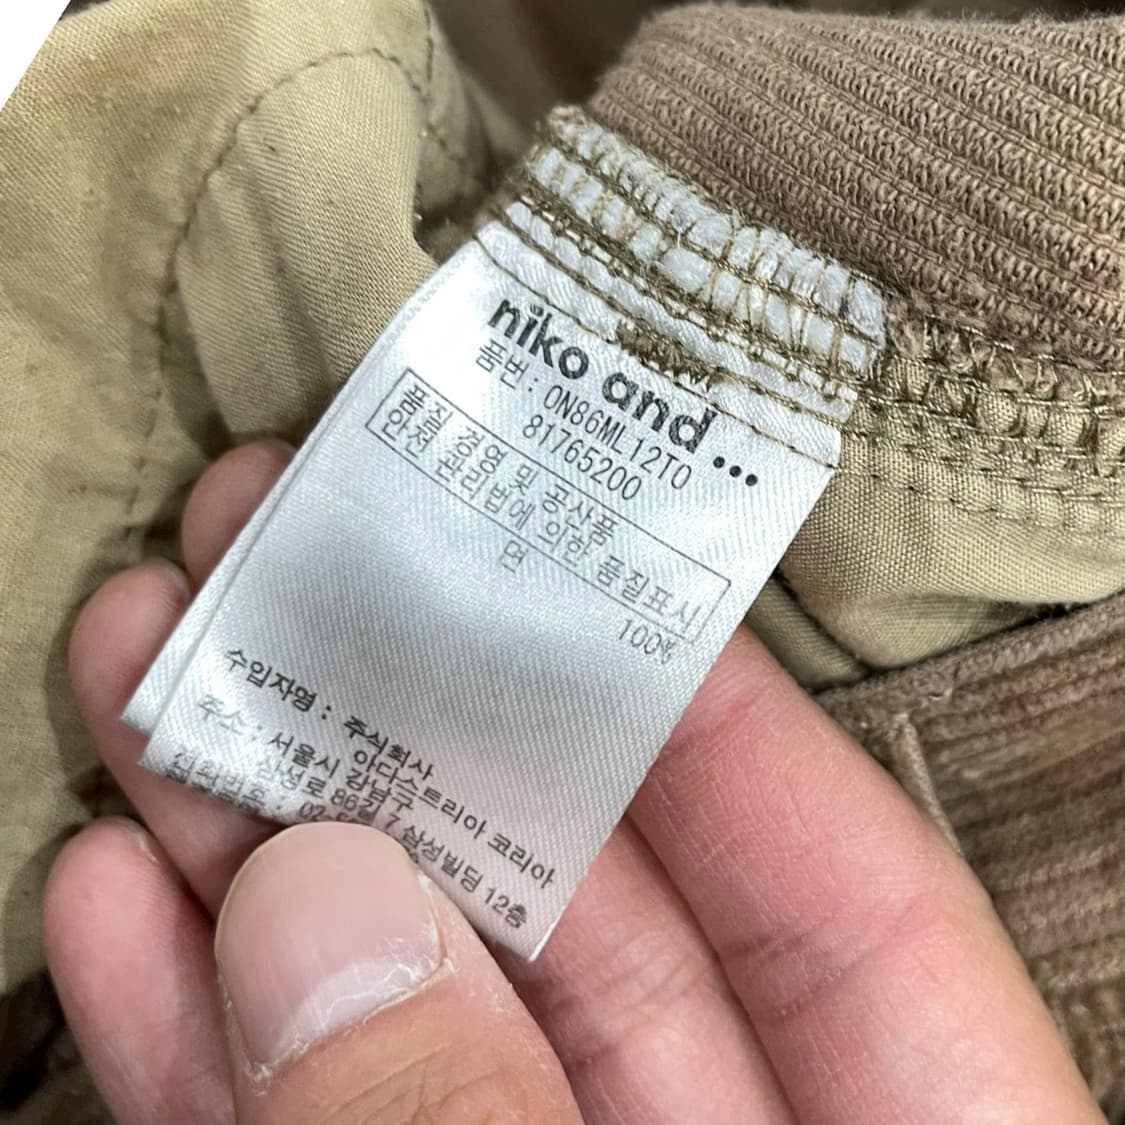 niko and ...
품번 : ON86ML12TO
81765200
품질 경영 및 공산품
안전 관리법에 의한 품질표시
면 100%
수입자명 : 주식회사
아다스트리아 코리아
주소 : 서울시 강남구
삼성로 86길 7 삼성빌딩 12층
02-5